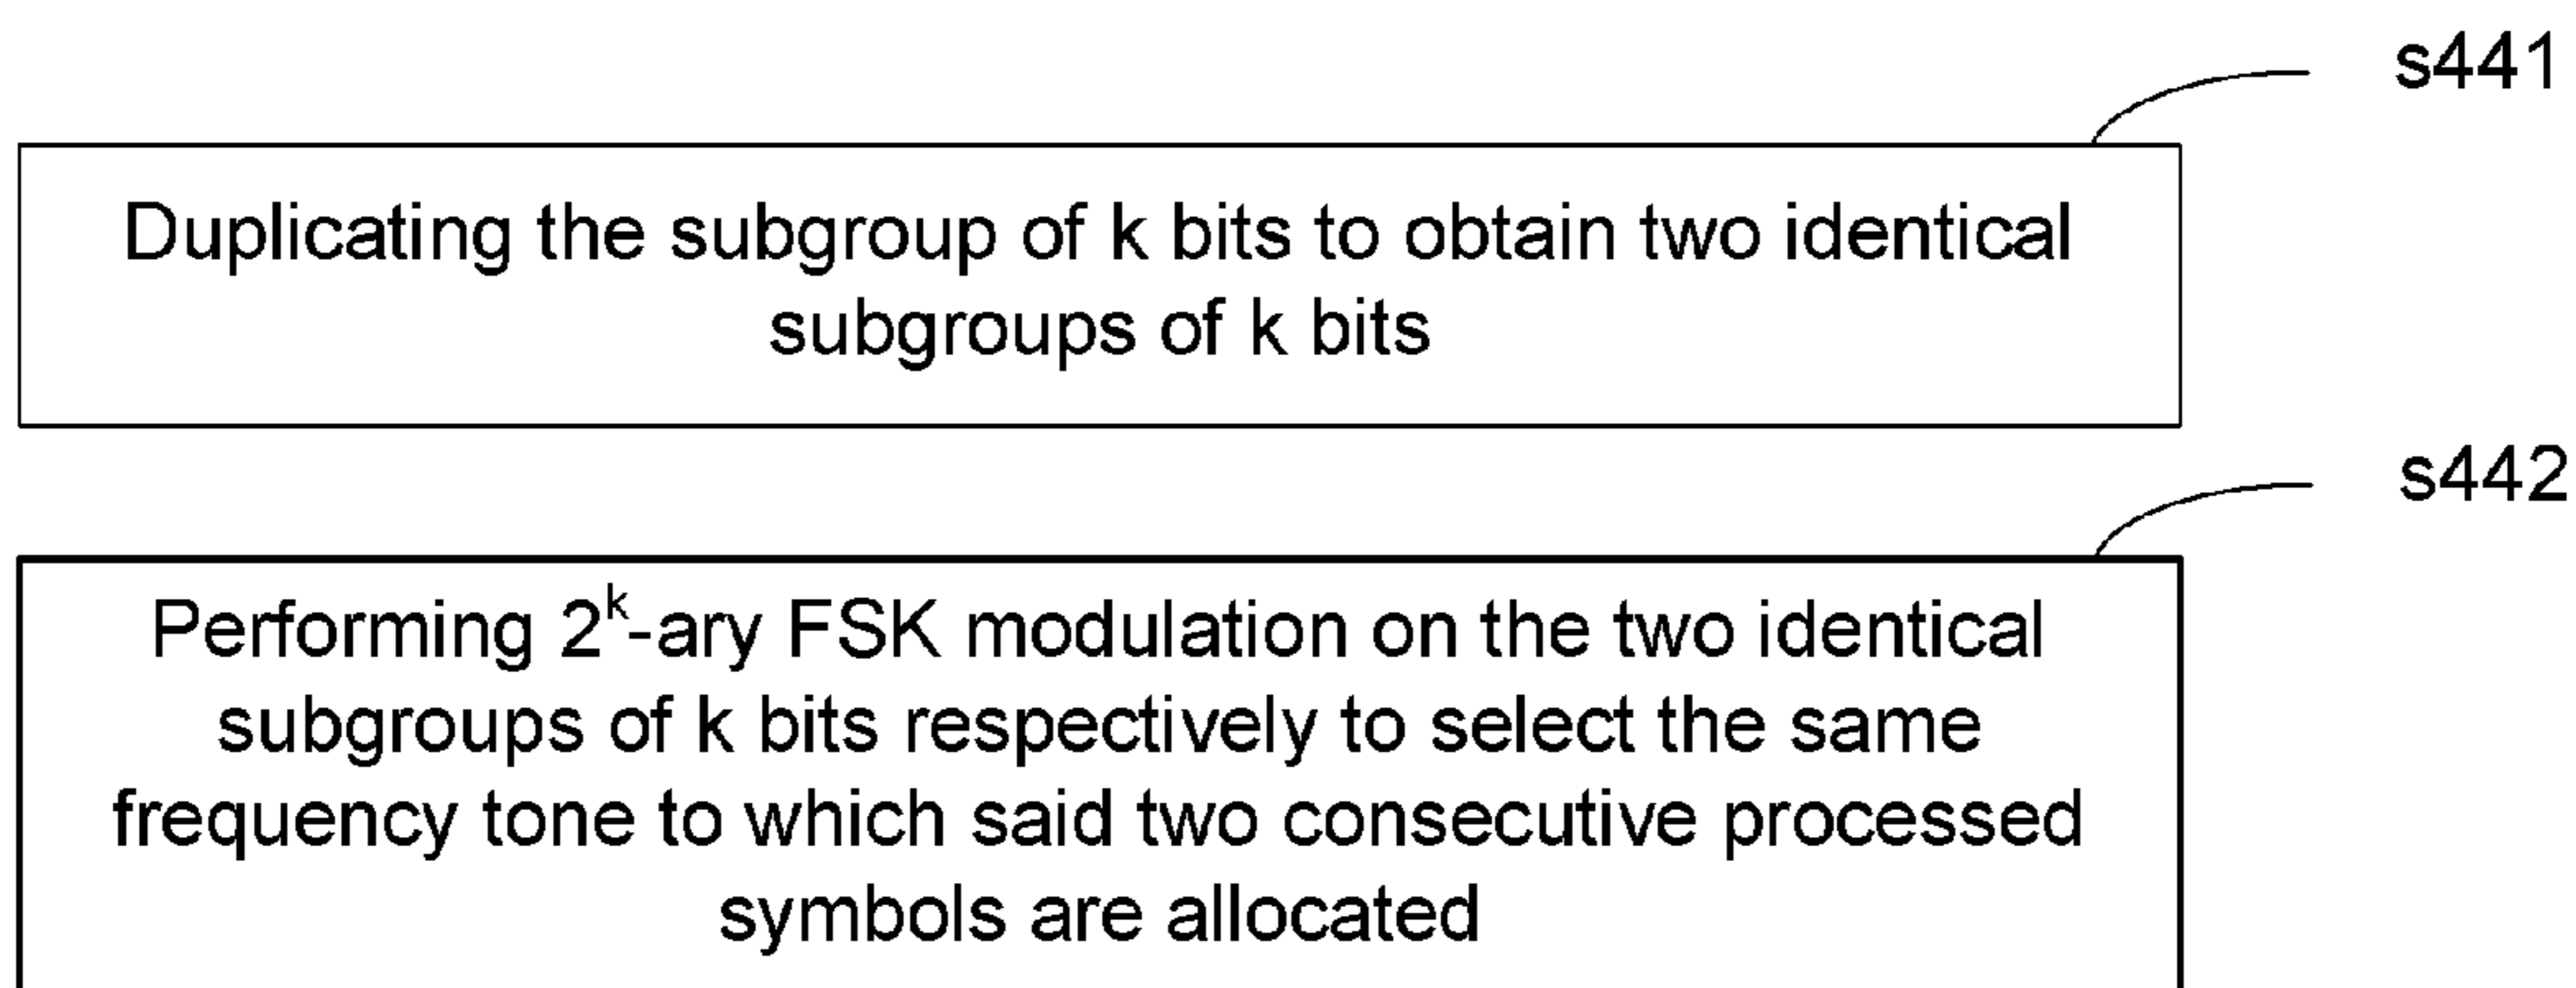 s441
Duplicating the subgroup of k bits to obtain two identical
subgroups of k bits
s442
Performing 2^k-ary FSK modulation on the two identical
subgroups of k bits respectively to select the same
frequency tone to which said two consecutive processed
symbols are allocated